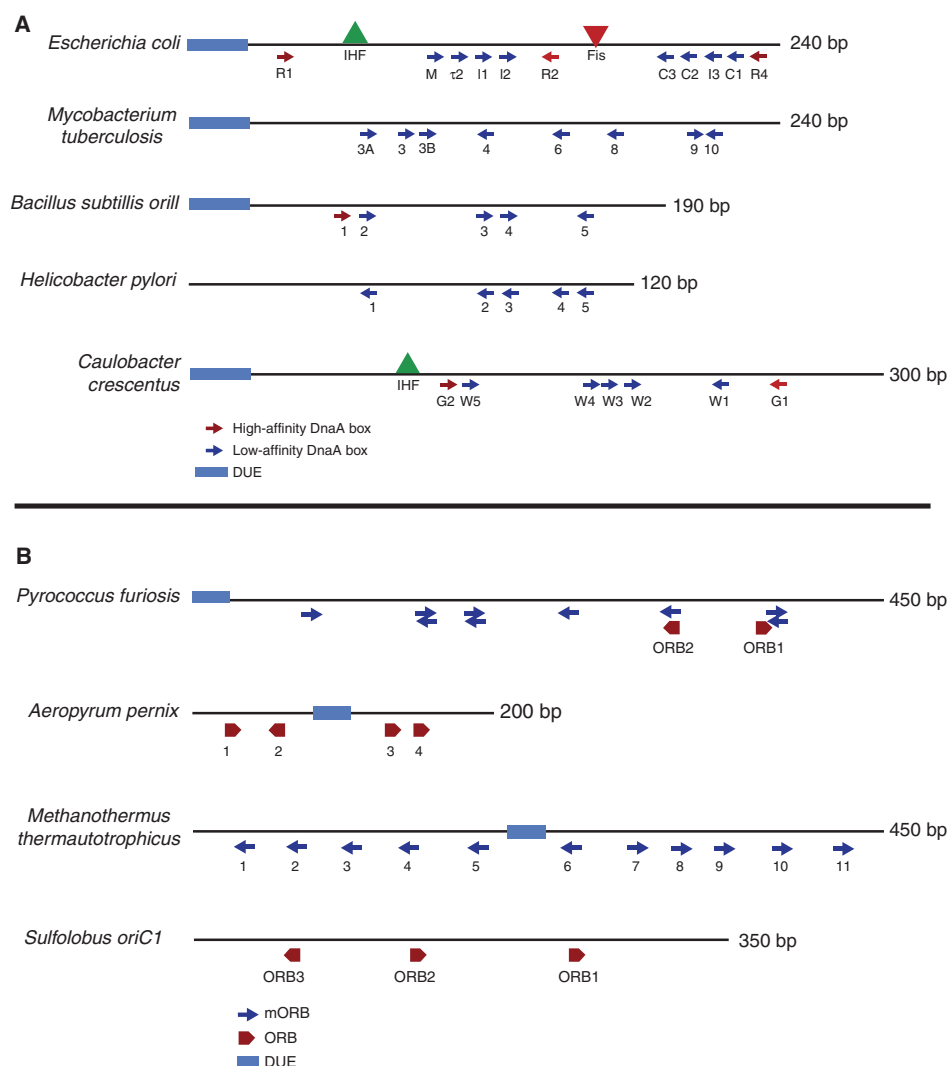 A
Escherichia coli
IHF
Fis
240 bp
R1
M
τ2
I1
I2
R2
C3
C2
I3
C1
R4
Mycobacterium
tuberculosis
240 bp
3A
3
3B
4
6
8
9
10
Bacillus subtillis orill
190 bp
1
2
3
4
5
Helicobacter pylori
120 bp
1
2
3
4
5
Caulobacter
crescentus
IHF
300 bp
G2
W5
W4
W3
W2
W1
G1
High-affinity DnaA box
Low-affinity DnaA box
DUE
B
Pyrococcus furiosis
450 bp
ORB2
ORB1
Aeropyrum pernix
200 bp
1
2
3
4
Methanothermus
thermautotrophicus
450 bp
1
2
3
4
5
6
7
8
9
10
11
Sulfolobus oriC1
350 bp
ORB3
ORB2
ORB1
mORB
ORB
DUE